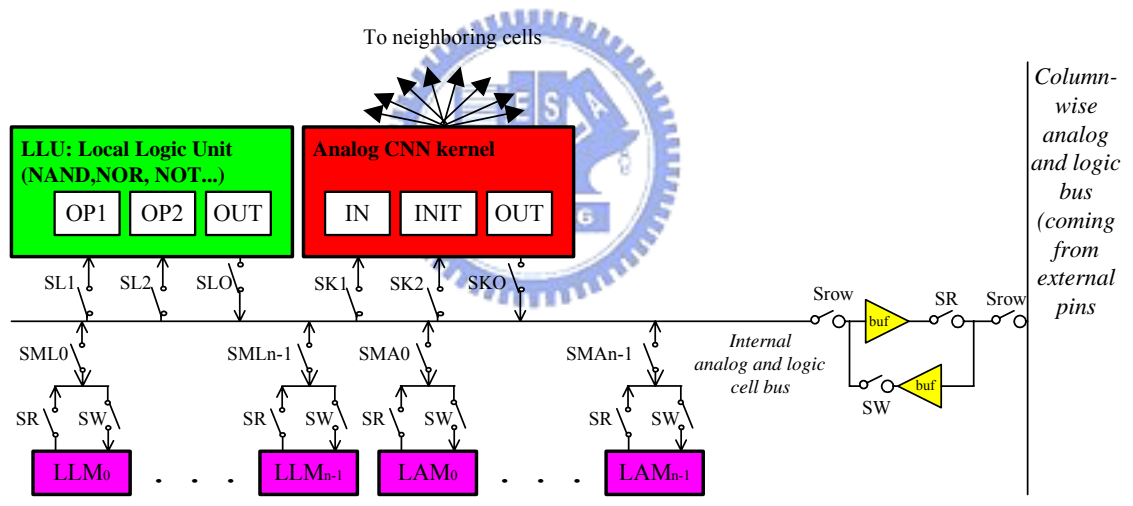 To neighboring cells
E S A
6
LLU: Local Logic Unit
(NAND,NOR, NOT...)
OP1
OP2
OUT
Analog CNN kernel
IN
INIT
OUT
Column-
wise
analog
and logic
bus
(coming
from
external
pins
SL1
SL2
SLO
SK1
SK2
SKO
Srow
buf
SR
Srow
SW
buf
Internal
analog and logic
cell bus
SML0
SMLn-1
SMA0
SMAn-1
SR
SW
SR
SW
SR
SW
SR
SW
LLM0
. . .
LLMn-1
LAM0
. . .
LAMn-1